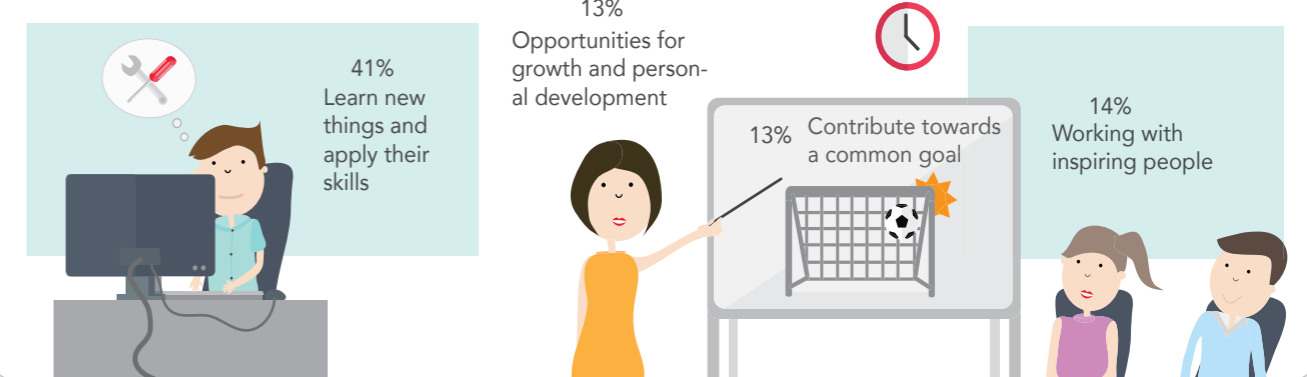 41%
Learn new
things and
apply their
skills
13%
Opportunities for
growth and person-
al development
13%
Contribute towards
a common goal
14%
Working with
inspiring people